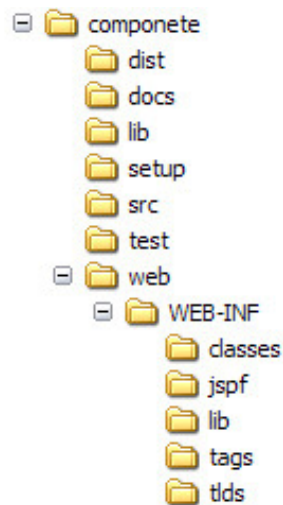 componete
dist
docs
lib
setup
src
test
web
WEB-INF
classes
jspf
lib
tags
tlds